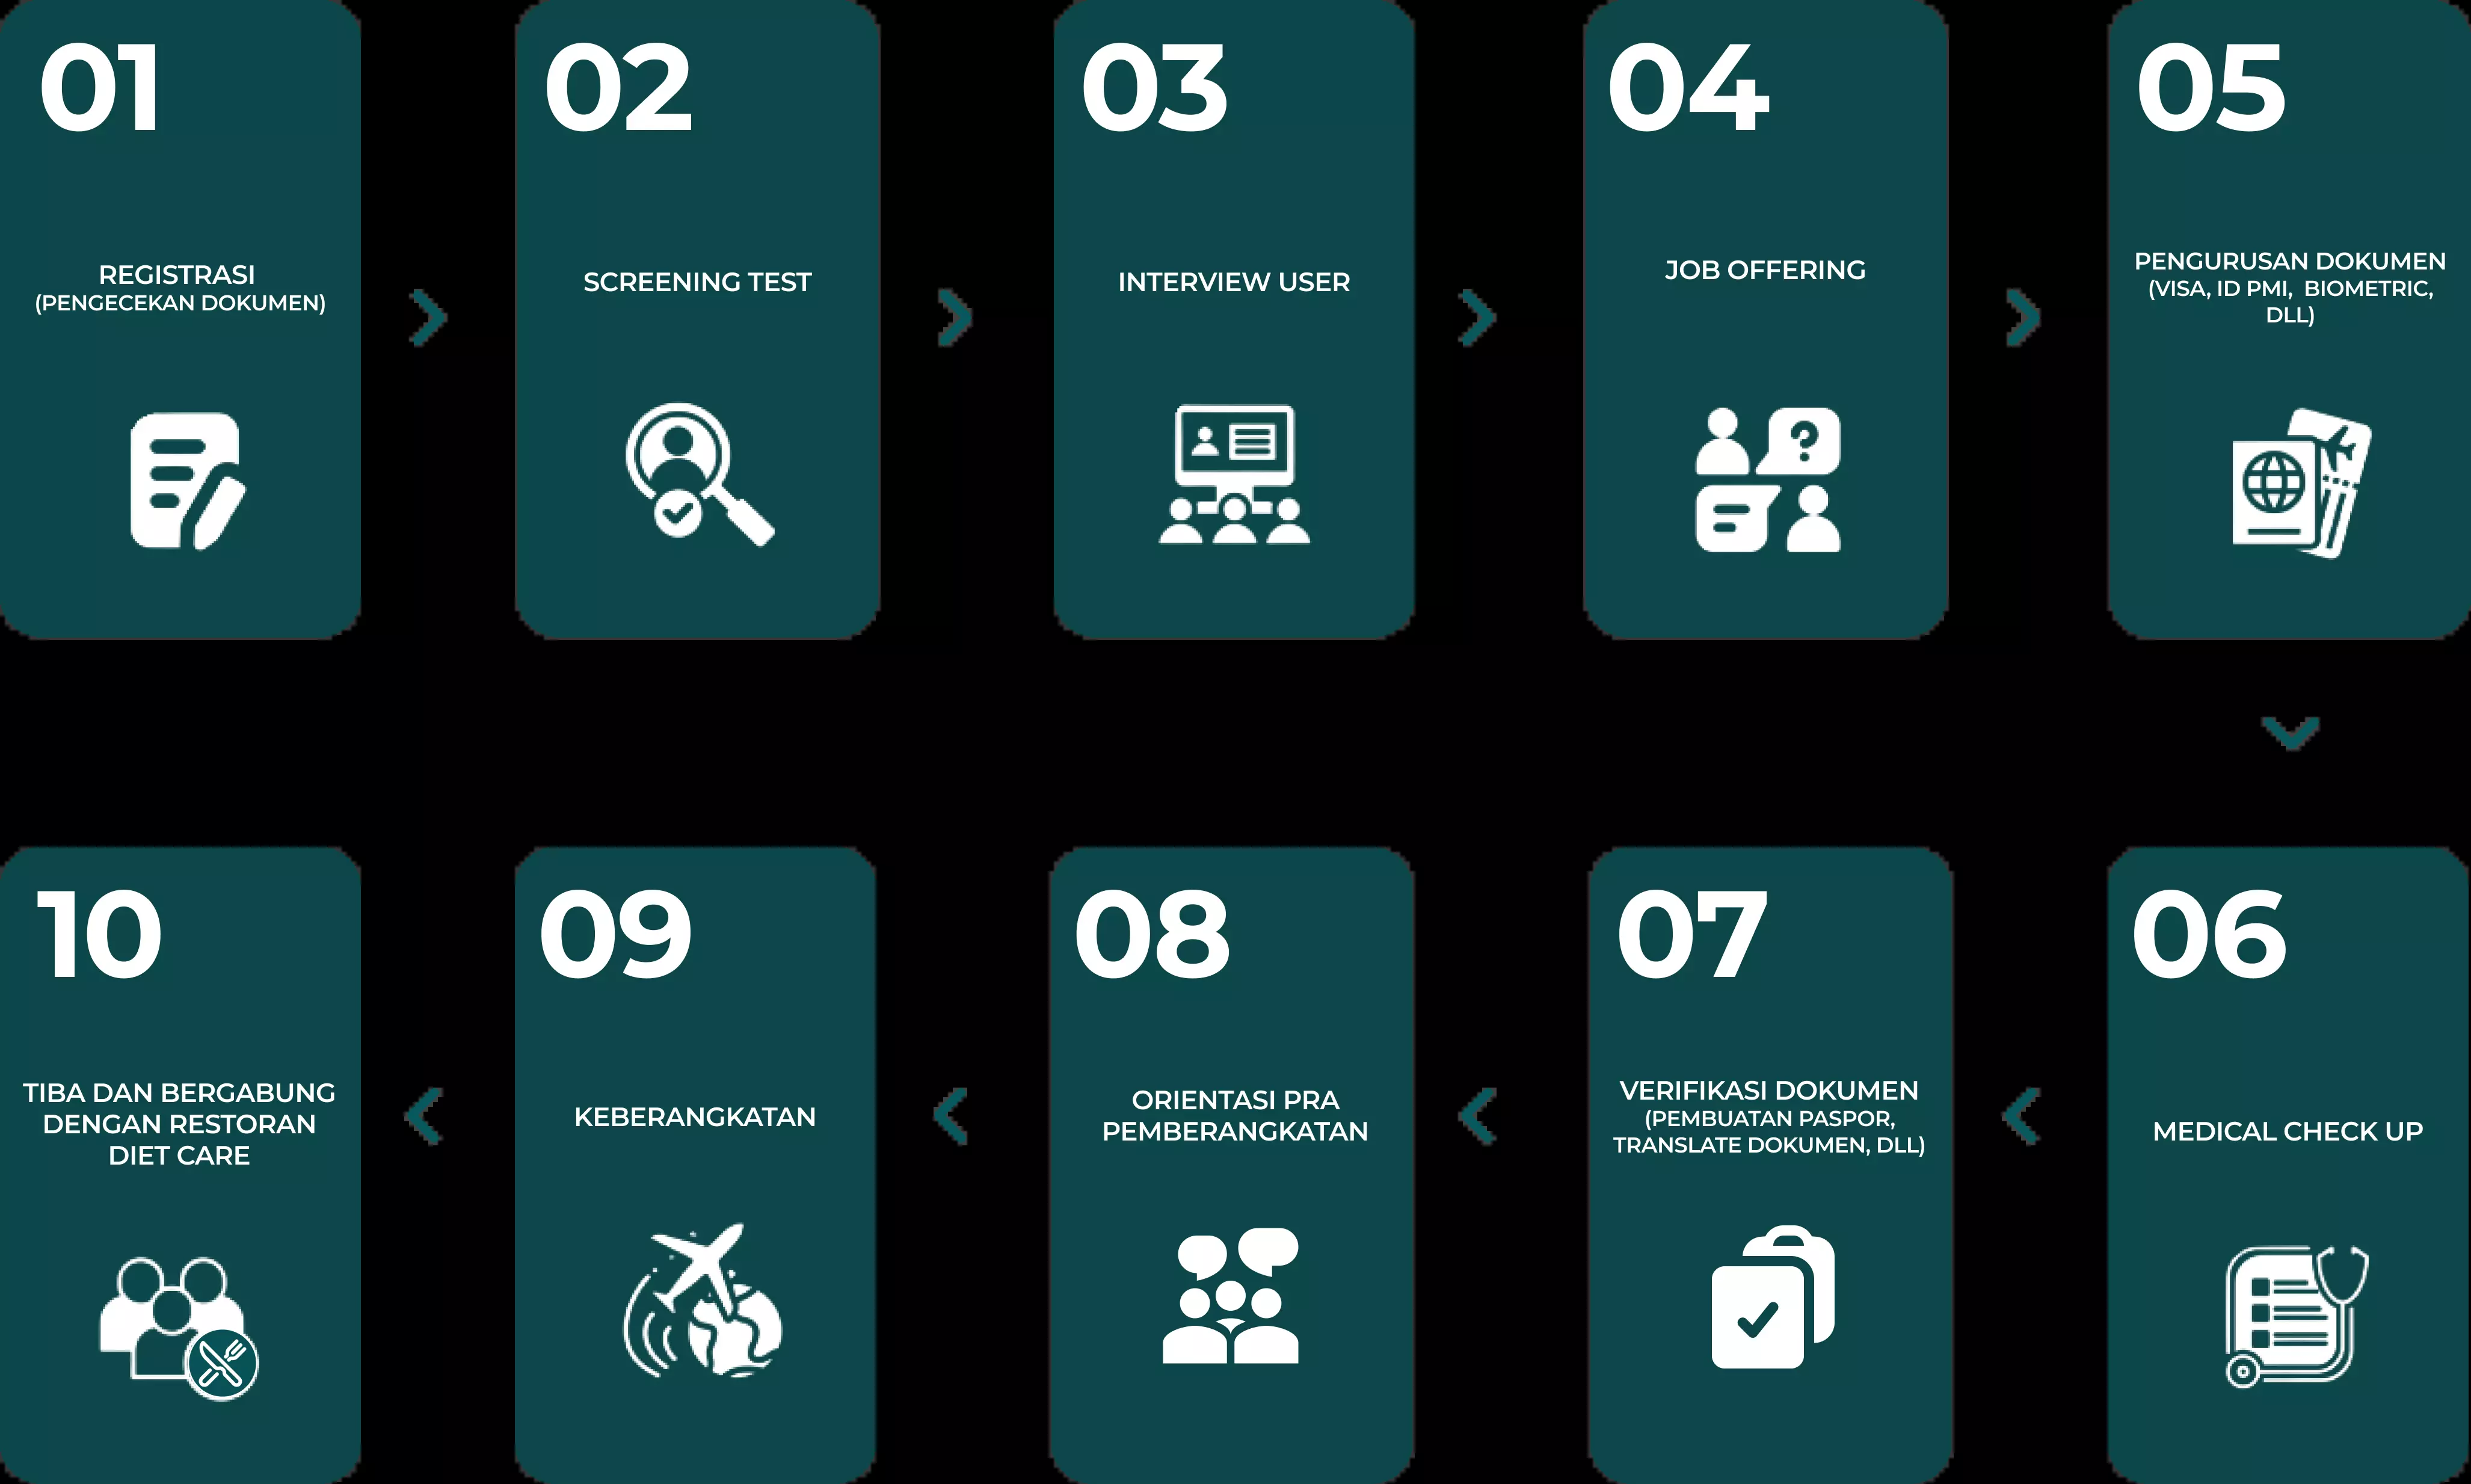 01
REGISTRASI
(PENGECEKAN DOKUMEN)
02
SCREENING TEST
03
INTERVIEW USER
04
JOB OFFERING
05
PENGURUSAN DOKUMEN
(VISA, ID PMI, BIOMETRIC,
DLL)
06
MEDICAL CHECK UP
07
VERIFIKASI DOKUMEN
(PEMBUATAN PASPOR,
TRANSLATE DOKUMEN, DLL)
08
ORIENTASI PRA
PEMBERANGKATAN
09
KEBERANGKATAN
10
TIBA DAN BERGABUNG
DENGAN RESTORAN
DIET CARE